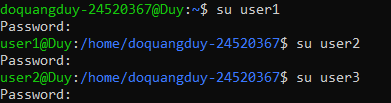 doquangduy-24520367@Duy:~$ su user1
Password:
user1@Duy:/home/doquangduy-24520367$ su user2
Password:
user2@Duy:/home/doquangduy-24520367$ su user3
Password: